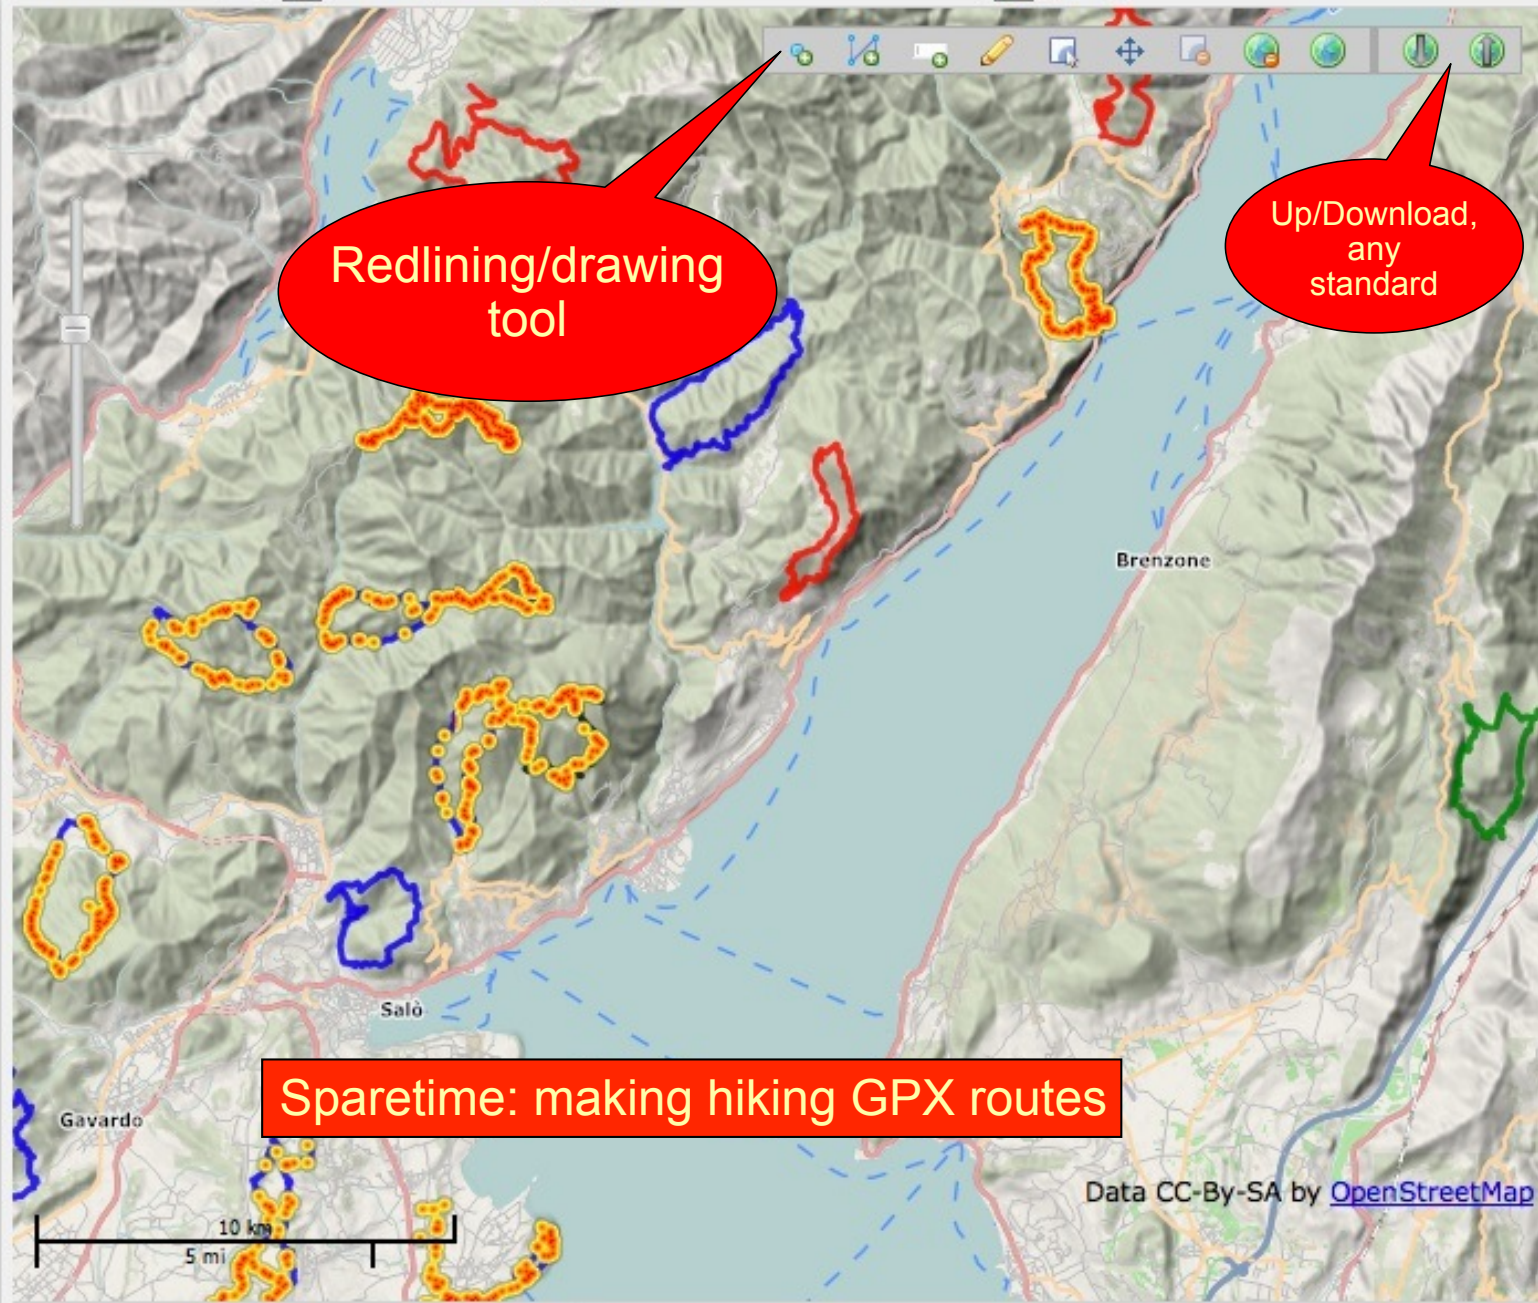 Redlining/drawing
tool
Up/Download,
any
standard
Brenzone
Salò
Sparetime: making hiking GPX routes
Gavardo
Data CC-By-SA by OpenStreetMap
10 km
5 mi